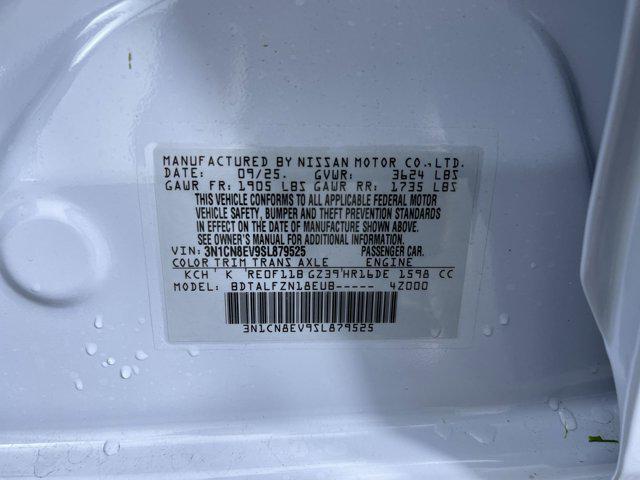 MANUFACTURED BY NISSAN MOTOR CO.,LTD.
DATE: 09/25. GVWR: 3624 LBS
GAWR FR: 1905 LBS GAWR RR: 1735 LBS
THIS VEHICLE CONFORMS TO ALL APPLICABLE FEDERAL MOTOR
VEHICLE SAFETY, BUMPER AND THEFT PREVENTION STANDARDS
IN EFFECT ON THE DATE OF MANUFACTURE SHOWN ABOVE.
SEE OWNER'S MANUAL FOR ADDITIONAL INFORMATION.
VIN: 3N1CN8EV9SL879525 PASSENGER CAR.
COLOR TRIM TRANS AXLE ENGINE
KCH' K 'RE0F11B GZ39'HR16DE 1598 CC
MODEL: BDTALFZN18EUB----- 4Z000
3N1CN8EV9SL879525